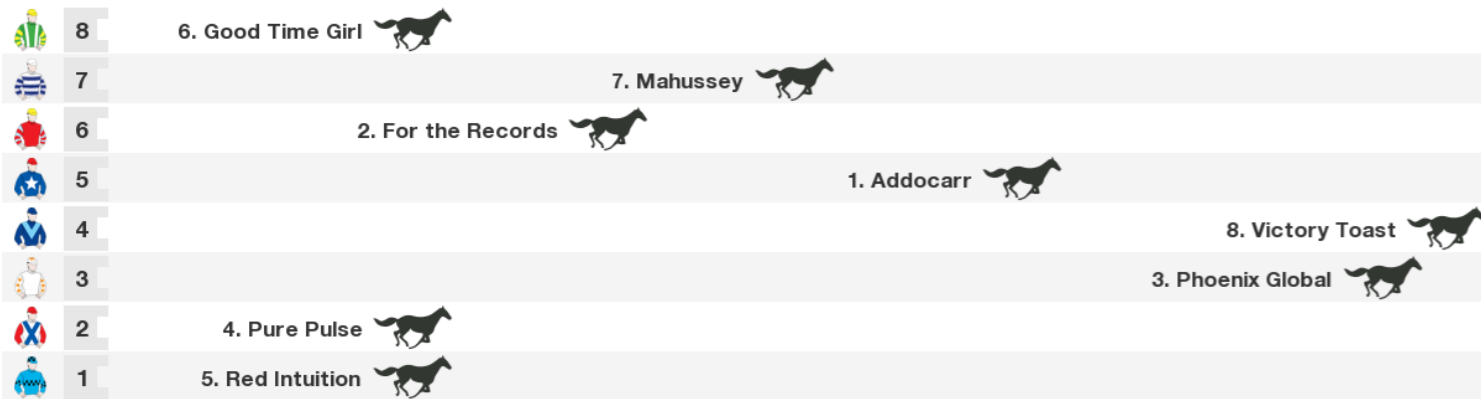 8 6. Good Time Girl
7 7. Mahussey
6 2. For the Records
5 1. Addocarr
4 8. Victory Toast
3 3. Phoenix Global
2 4. Pure Pulse
1 5. Red Intuition